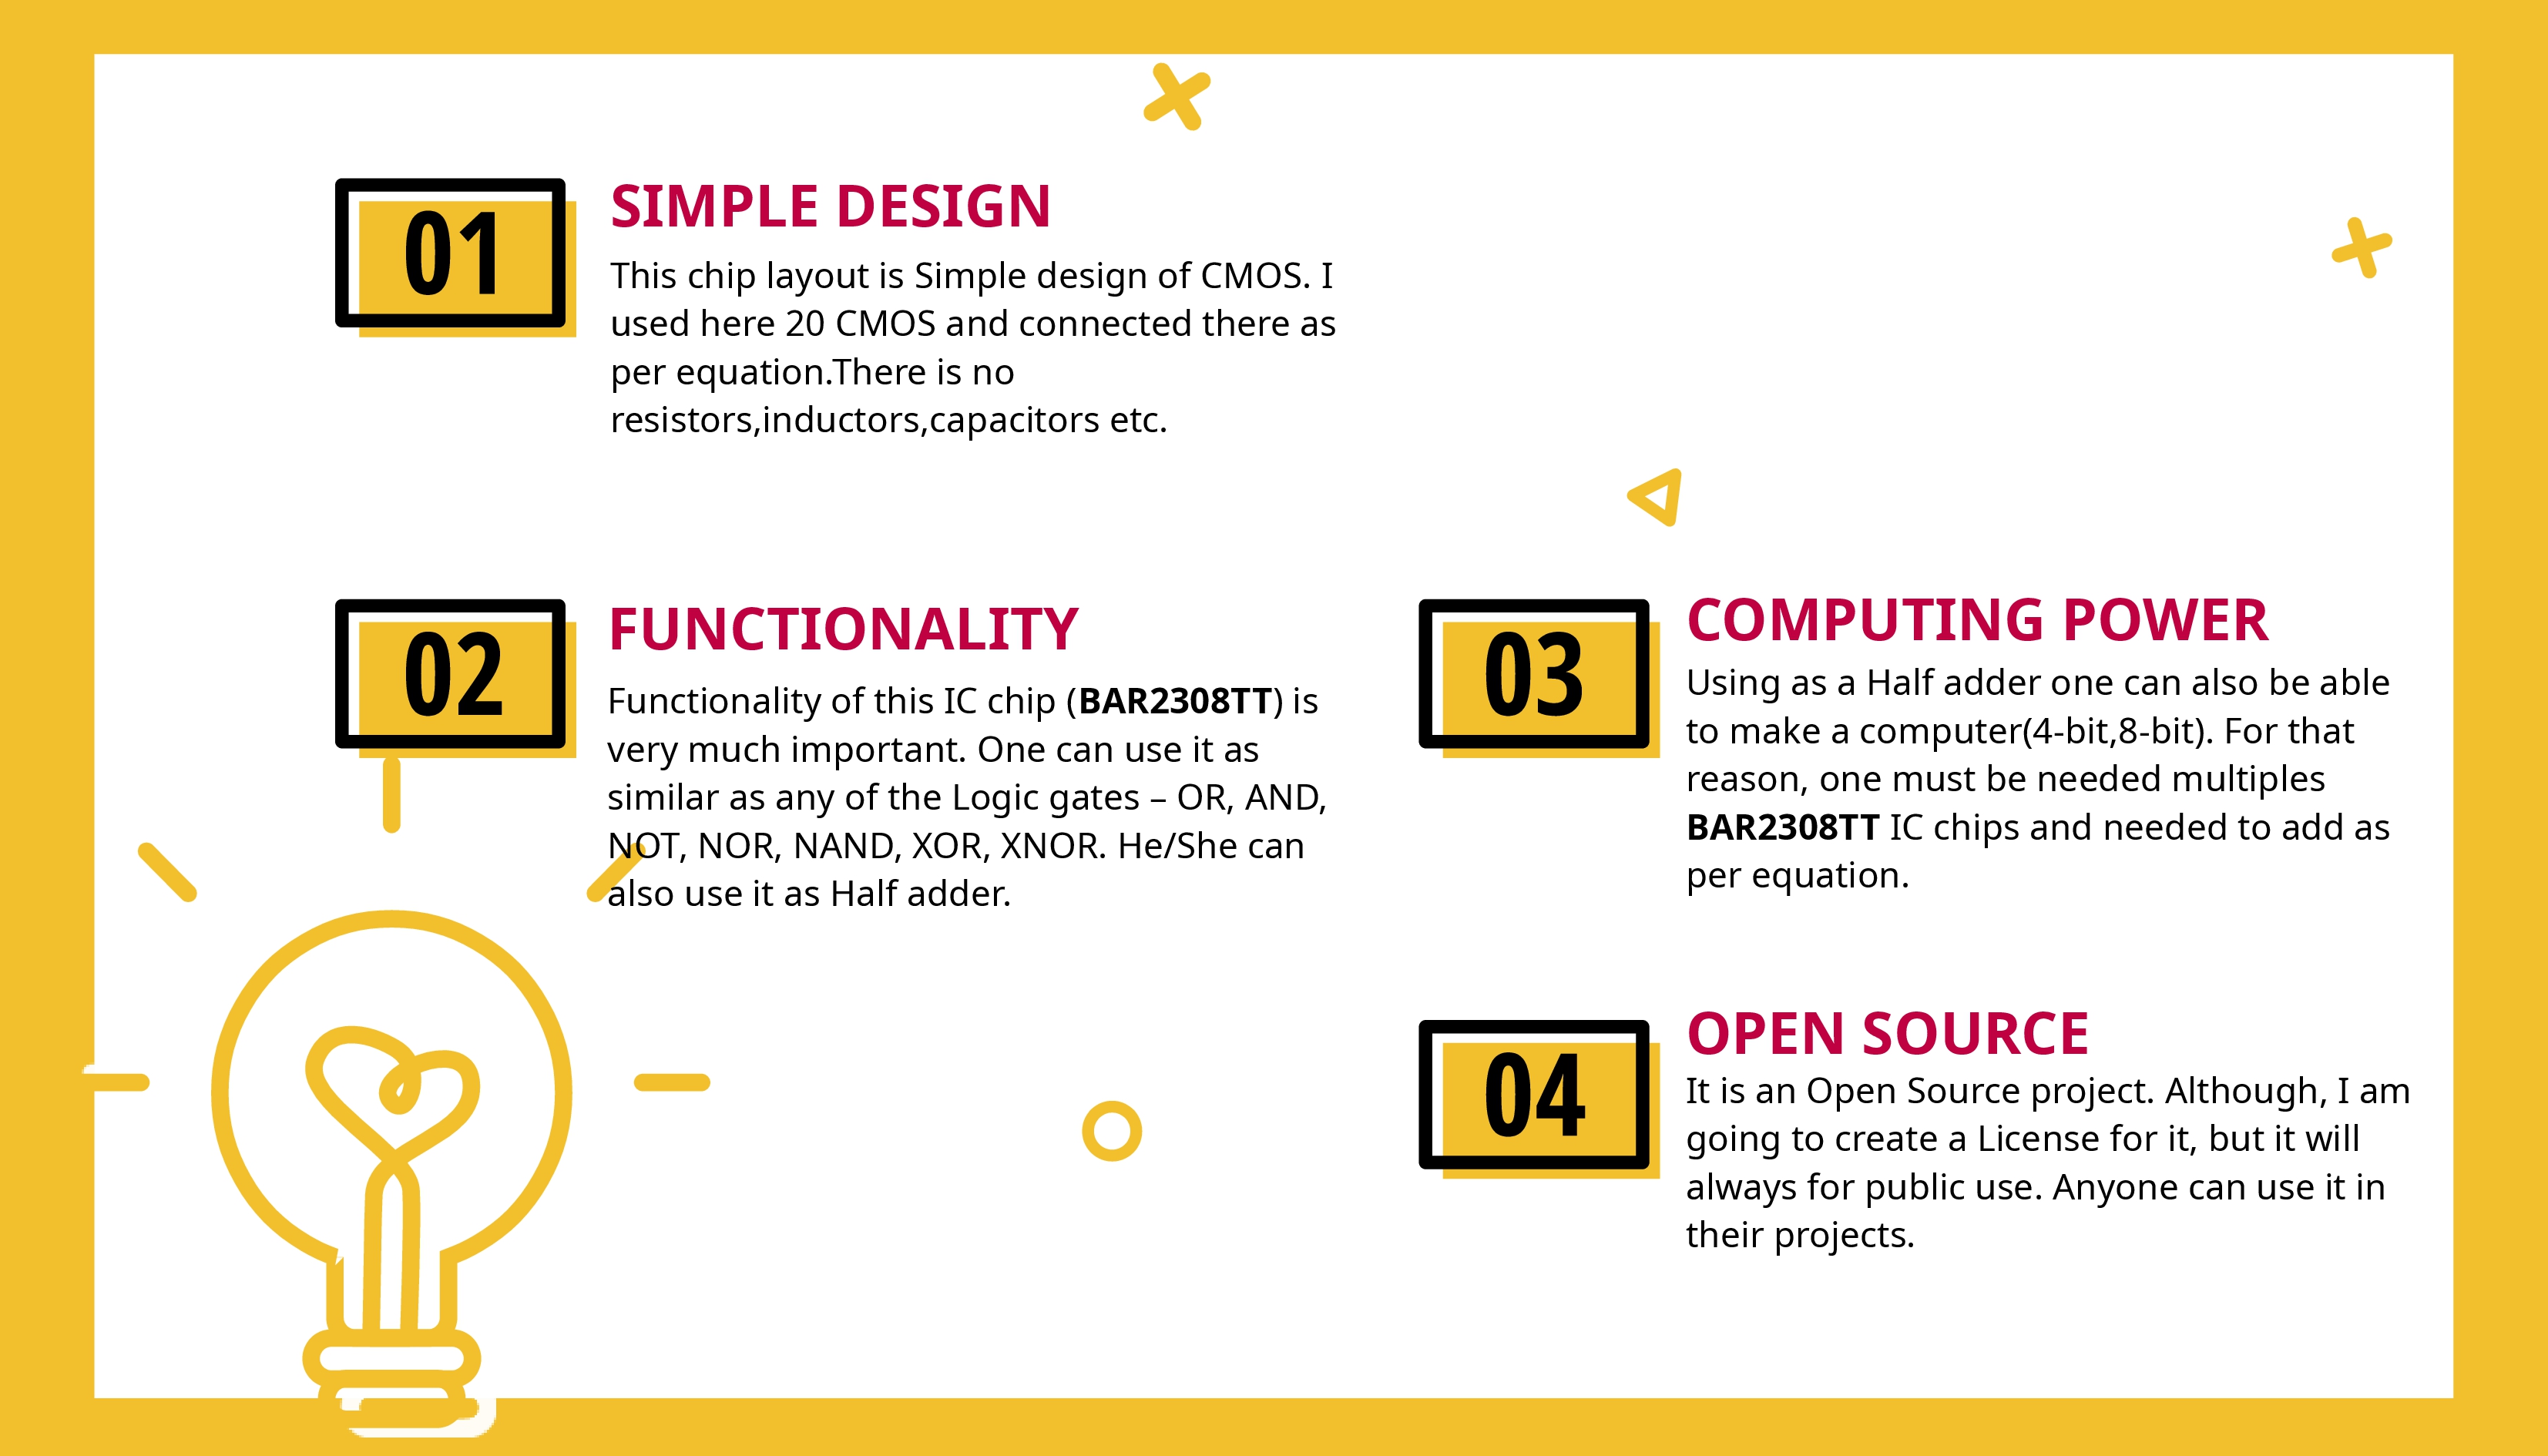 01
SIMPLE DESIGN
This chip layout is Simple design of CMOS. I
used here 20 CMOS and connected there as
per equation.There is no
resistors,inductors,capacitors etc.
02
FUNCTIONALITY
Functionality of this IC chip (BAR2308TT) is
very much important. One can use it as
similar as any of the Logic gates – OR, AND,
NOT, NOR, NAND, XOR, XNOR. He/She can
also use it as Half adder.
03
COMPUTING POWER
Using as a Half adder one can also be able
to make a computer(4-bit,8-bit). For that
reason, one must be needed multiples
BAR2308TT IC chips and needed to add as
per equation.
04
OPEN SOURCE
It is an Open Source project. Although, I am
going to create a License for it, but it will
always for public use. Anyone can use it in
their projects.